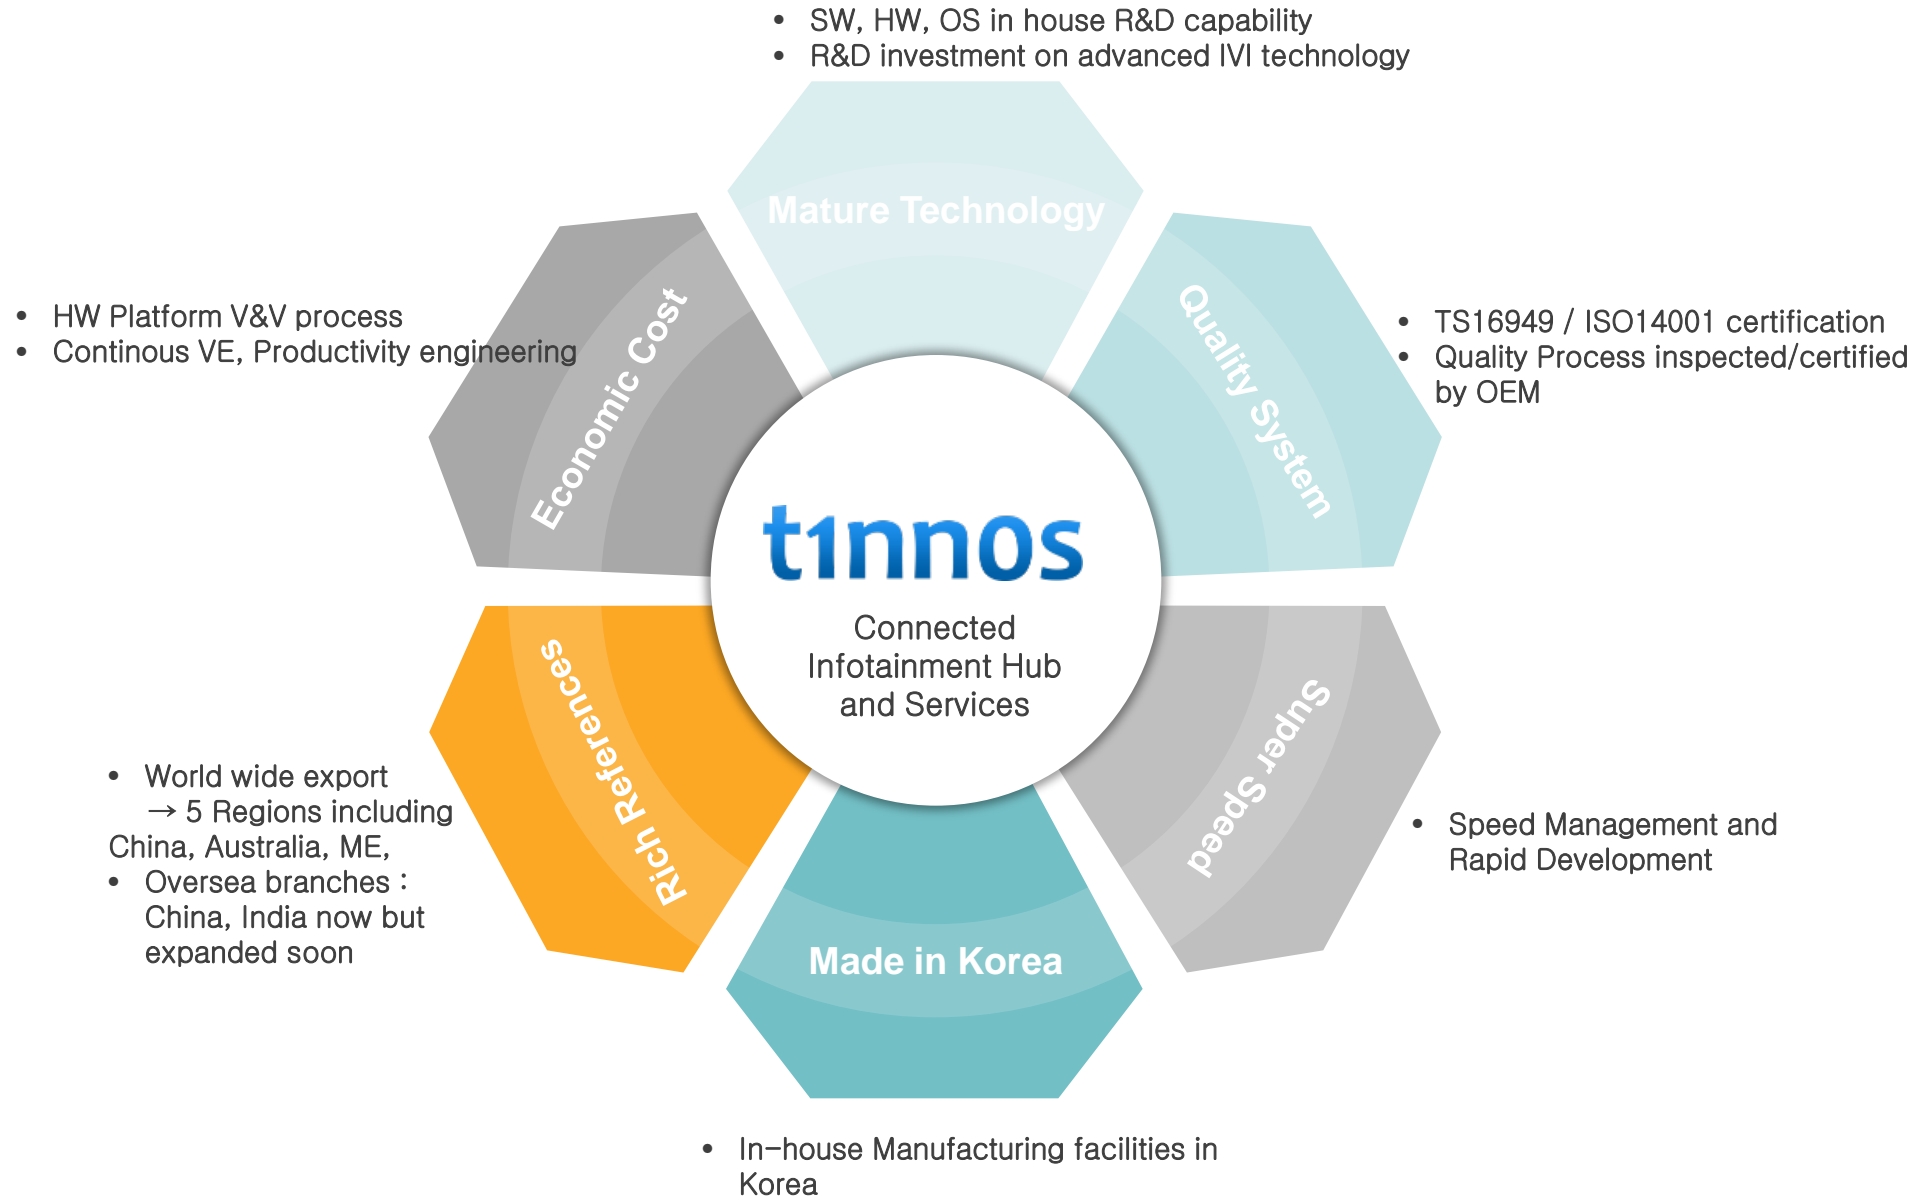 • SW, HW, OS in house R&D capability
• R&D investment on advanced IVI technology
Mature Technology
Quality System
• TS16949 / ISO14001 certification
• Quality Process inspected/certified
by OEM
Super Speed
• Speed Management and
Rapid Development
Made in Korea
• In-house Manufacturing facilities in
Korea
Rich References
• World wide export
→ 5 Regions including
China, Australia, ME,
• Oversea branches :
China, India now but
expanded soon
Economic Cost
• HW Platform V&V process
• Continous VE, Productivity engineering
t1nn0s
Connected
Infotainment Hub
and Services